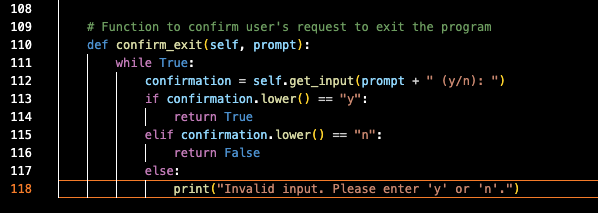 108
109 # Function to confirm user's request to exit the program
110 def confirm_exit(self, prompt):
111 while True:
112 confirmation = self.get_input(prompt + " (y/n): ")
113 if confirmation.lower() == "y":
114 return True
115 elif confirmation.lower() == "n":
116 return False
117 else:
118 print("Invalid input. Please enter 'y' or 'n'.")